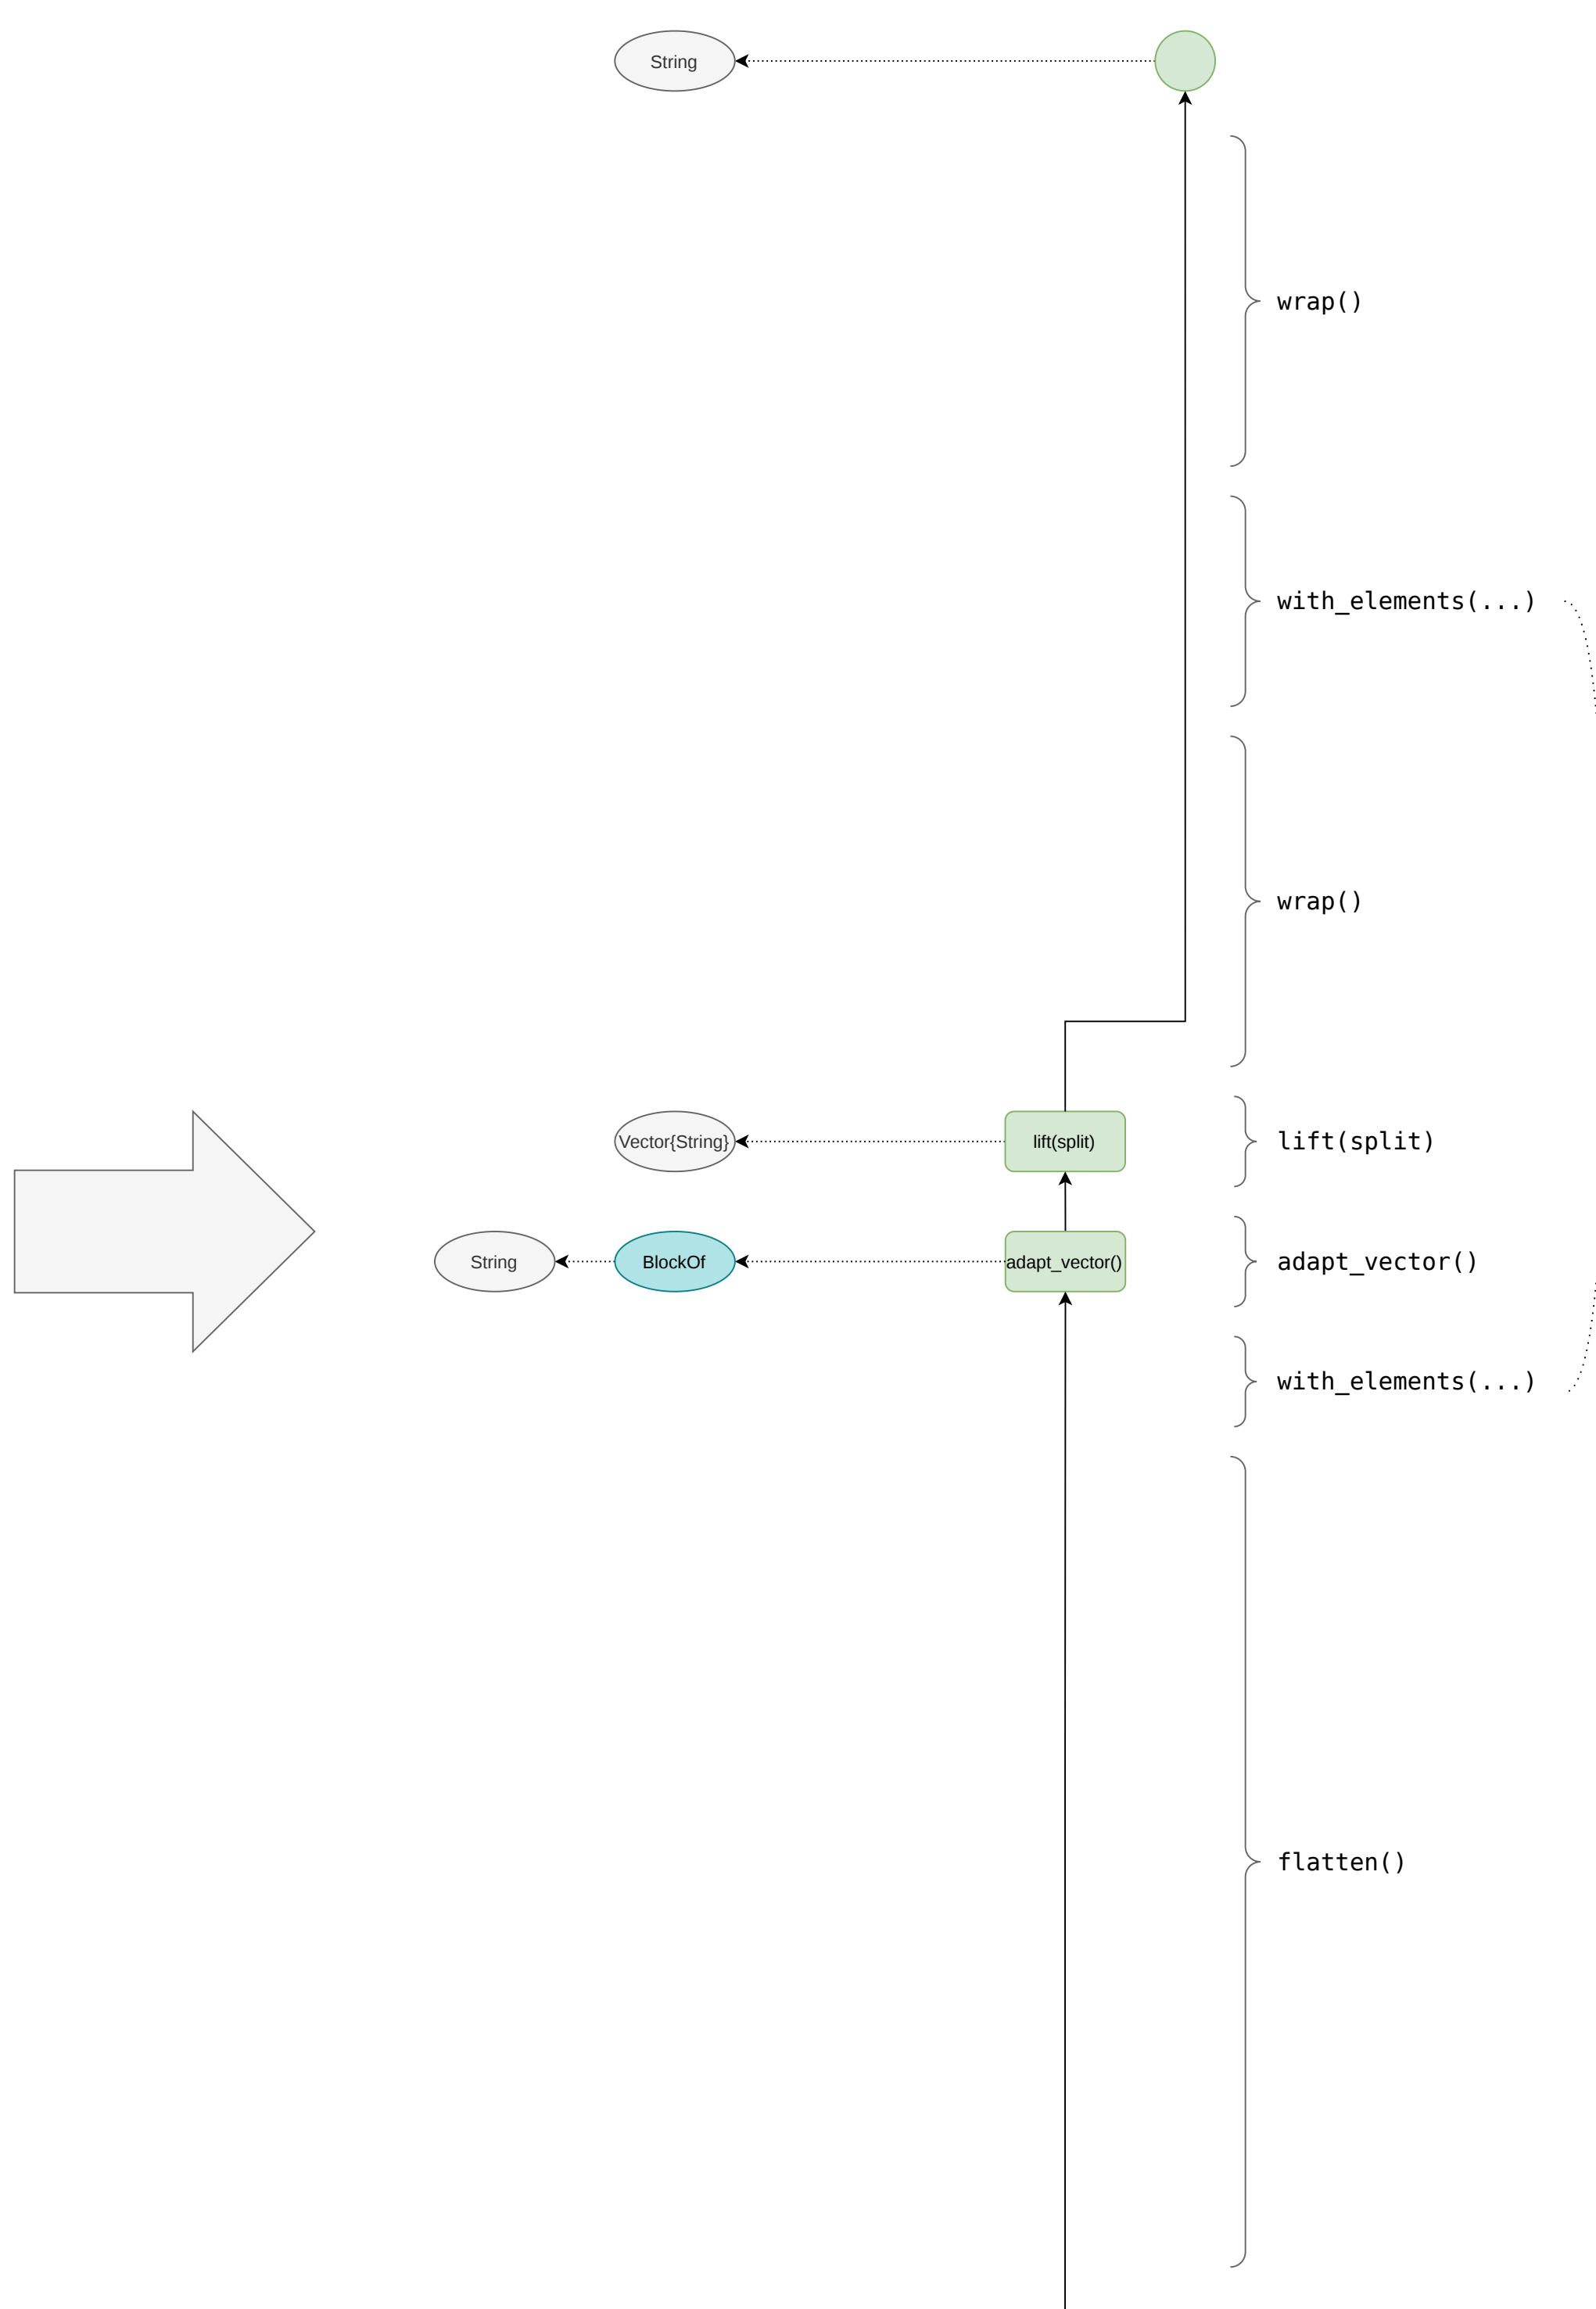 String
wrap()
with_elements(...)
wrap()
Vector{String}
lift(split)
lift(split)
String
BlockOf
adapt_vector()
adapt_vector()
with_elements(...)
flatten()